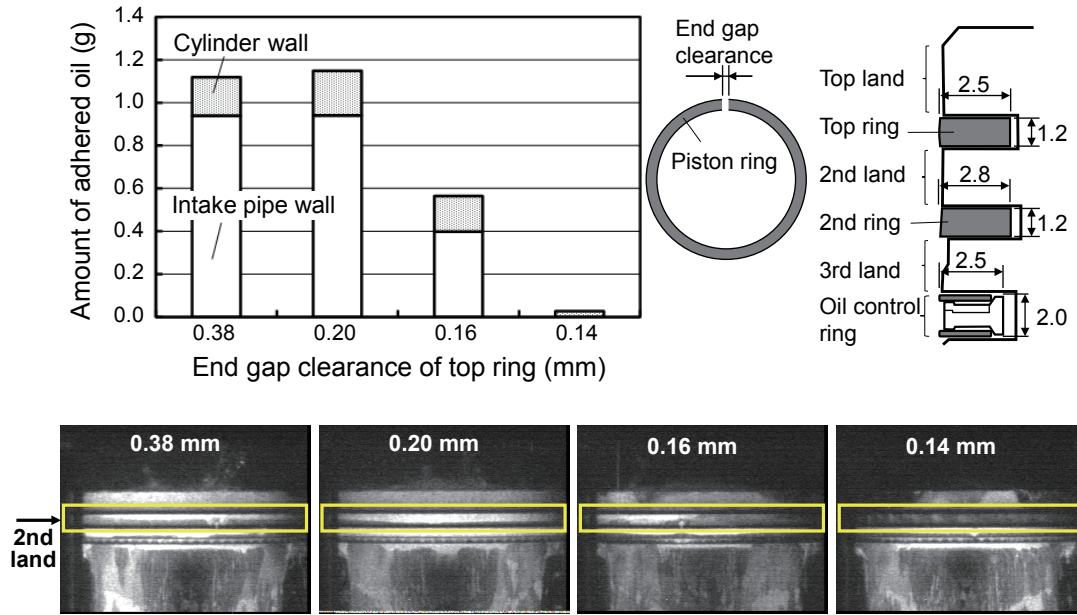 Amount of adhered oil (g)
1.4
1.2
1.0
0.8
0.6
0.4
0.2
0.0
Cylinder wall
Intake pipe wall
0.38
0.20
0.16
0.14
End gap clearance of top ring (mm)
End gap
clearance
Piston ring
Top land
2.5
Top ring
1.2
2nd land
2.8
2nd ring
1.2
3rd land
2.5
Oil control
ring
2.0
0.38 mm
0.20 mm
0.16 mm
0.14 mm
2nd
land